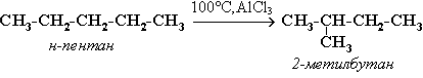 100°C,AlCl₃
CH₃-CH₂-CH₂-CH₂-CH₃ CH₃-CH-CH₂-CH₃
CH₃
н-пентан 2-метилбутан